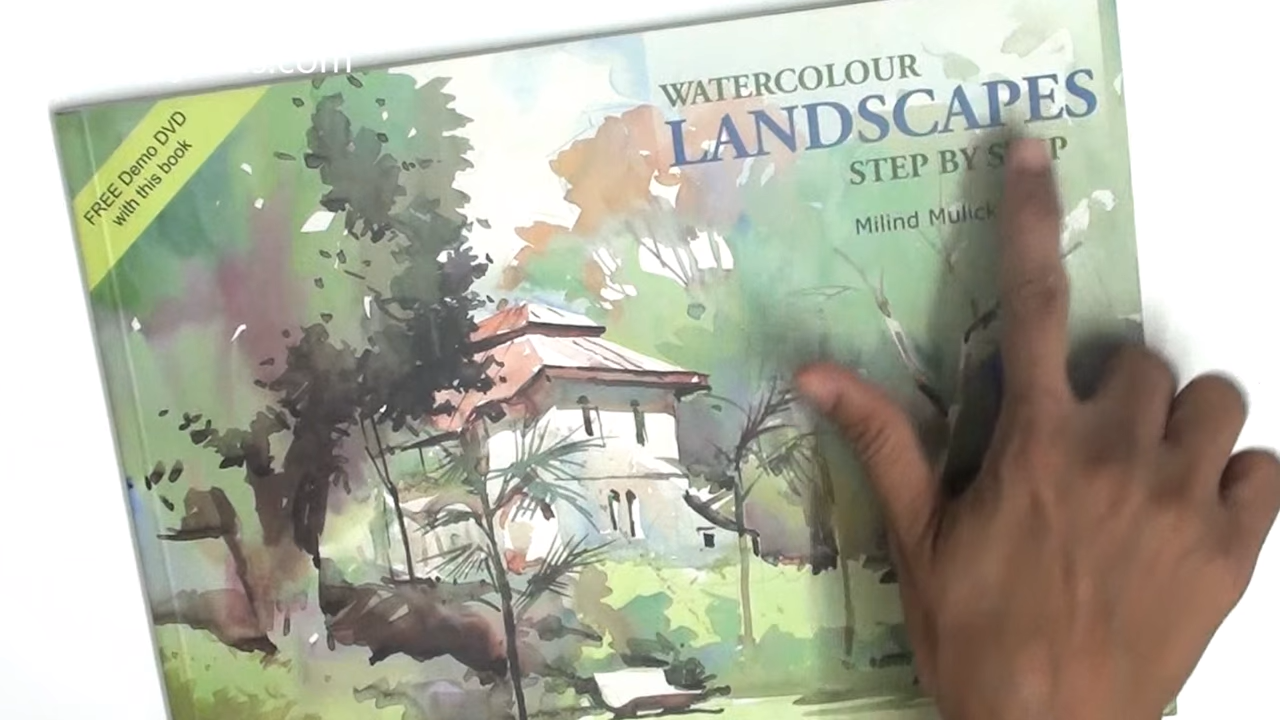 FREE Demo DVD
with this book
WATERCOLOUR
LANDSCAPES
STEP BY
Milind Mulick